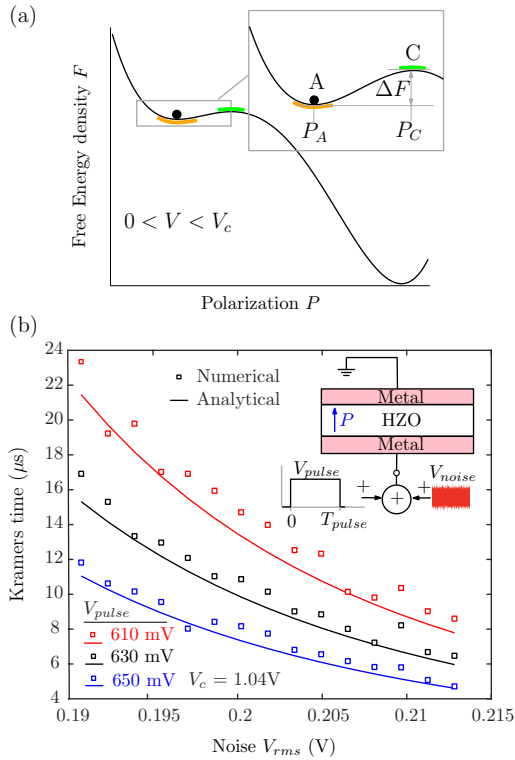 (a)
Free Energy density F
0 < V < V_c
A
C
ΔF
P_A
P_C
Polarization P
(b)
Kramers time (μs)
24
22
20
18
16
14
12
10
8
6
4
Numerical
Analytical
Metal
P HZO
Metal
V_pulse
V_noise
+ + +
0 T_pulse
V_pulse
610 mV
630 mV
650 mV V_c = 1.04V
0.19 0.195 0.2 0.205 0.21 0.215
Noise V_rms (V)